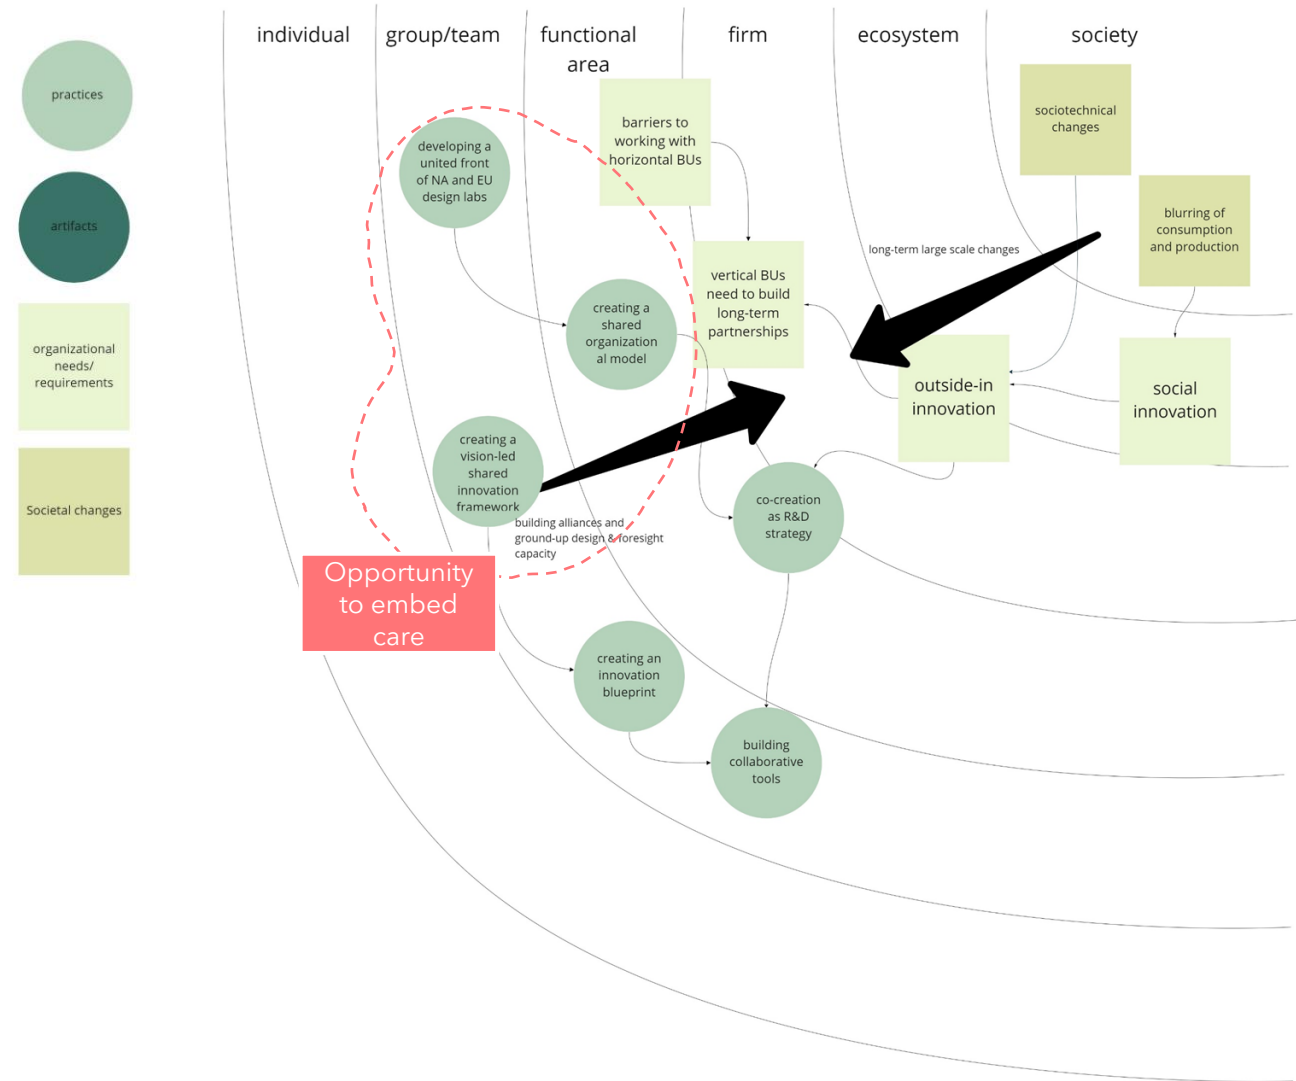 individual
group/team
functional
area
firm
ecosystem
society
practices
artifacts
organizational
needs/
requirements
Societal changes
developing a
united front
of NA and EU
design labs
barriers to
working with
horizontal BUs
sociotechnical
changes
blurring of
consumption
and production
long-term large scale changes
vertical BUs
need to build
long-term
partnerships
creating a
shared
organization
al model
outside-in
innovation
social
innovation
creating a
vision-led
shared
innovation
framework
building alliances and
ground-up design & foresight
capacity
co-creation
as R&D
strategy
Opportunity
to embed
care
creating an
innovation
blueprint
building
collaborative
tools